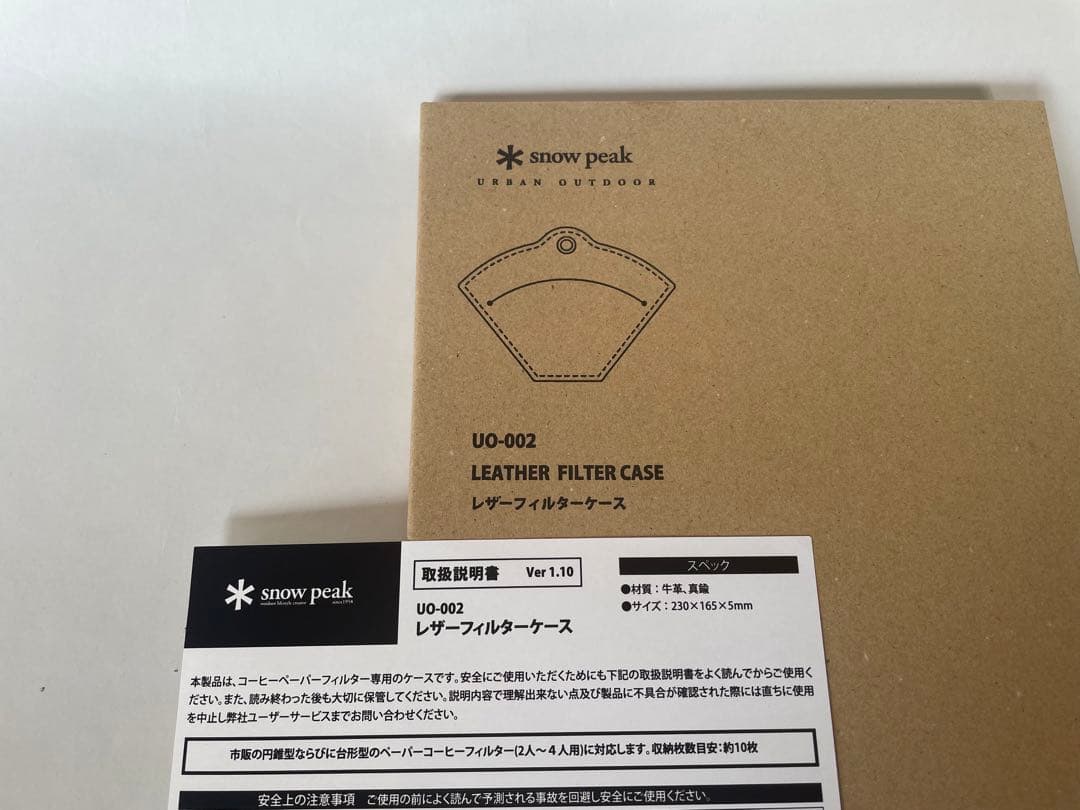 snow peak
URBAN OUTDOOR
UO-002
LEATHER FILTER CASE
レザーフィルターケース
snow peak
outdoor lifestyle creator since1958
取扱説明書 Ver 1.10
UO-002
レザーフィルターケース
スペック
●材質：牛革、真鍮
●サイズ：230×165×5mm
本製品は、コーヒーペーパーフィルター専用のケースです。安全にご使用いただくためにも下記の取扱説明書をよく読んでからご使用く
ださい。また、読み終わった後も大切に保管してください。説明内容で理解出来ない点及び製品に不具合が確認された際には直ちに使用
を中止し弊社ユーザーサービスまでお問い合わせください。
市販の円錐型ならびに台形型のペーパーコーヒーフィルター(2人～4人用)に対応します。収納枚数目安：約10枚
安全上の注意事項 ご使用の前によく読んで予測される事故を回避し安全にご使用ください。